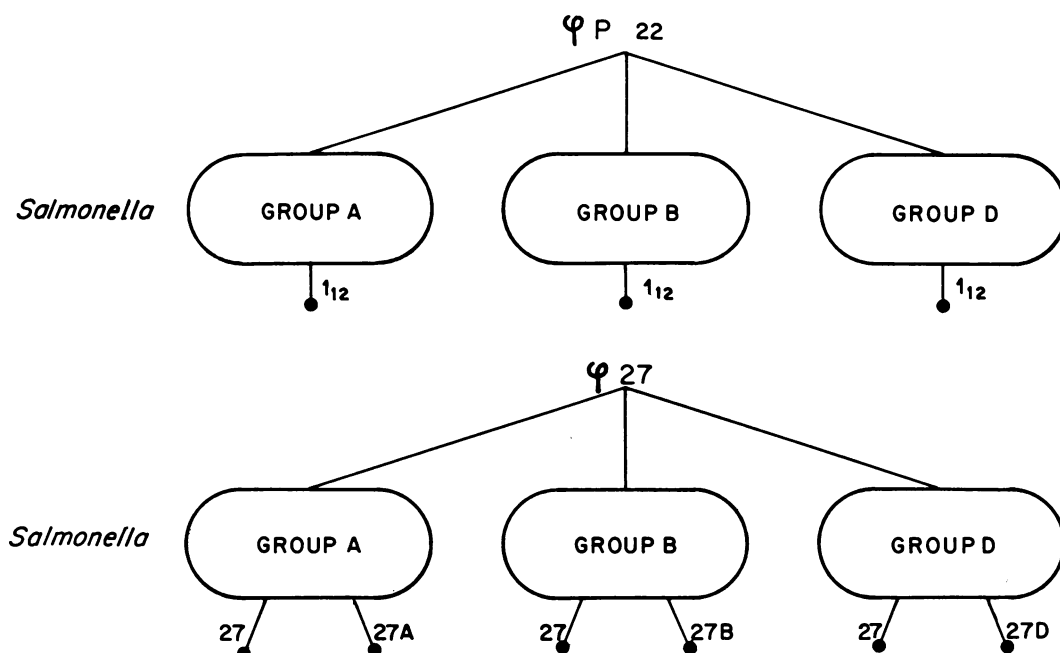 φ P 22
Salmonella GROUP A GROUP B GROUP D
1₁₂ 1₁₂ 1₁₂
φ 27
Salmonella GROUP A GROUP B GROUP D
27 27A 27 27B 27 27D